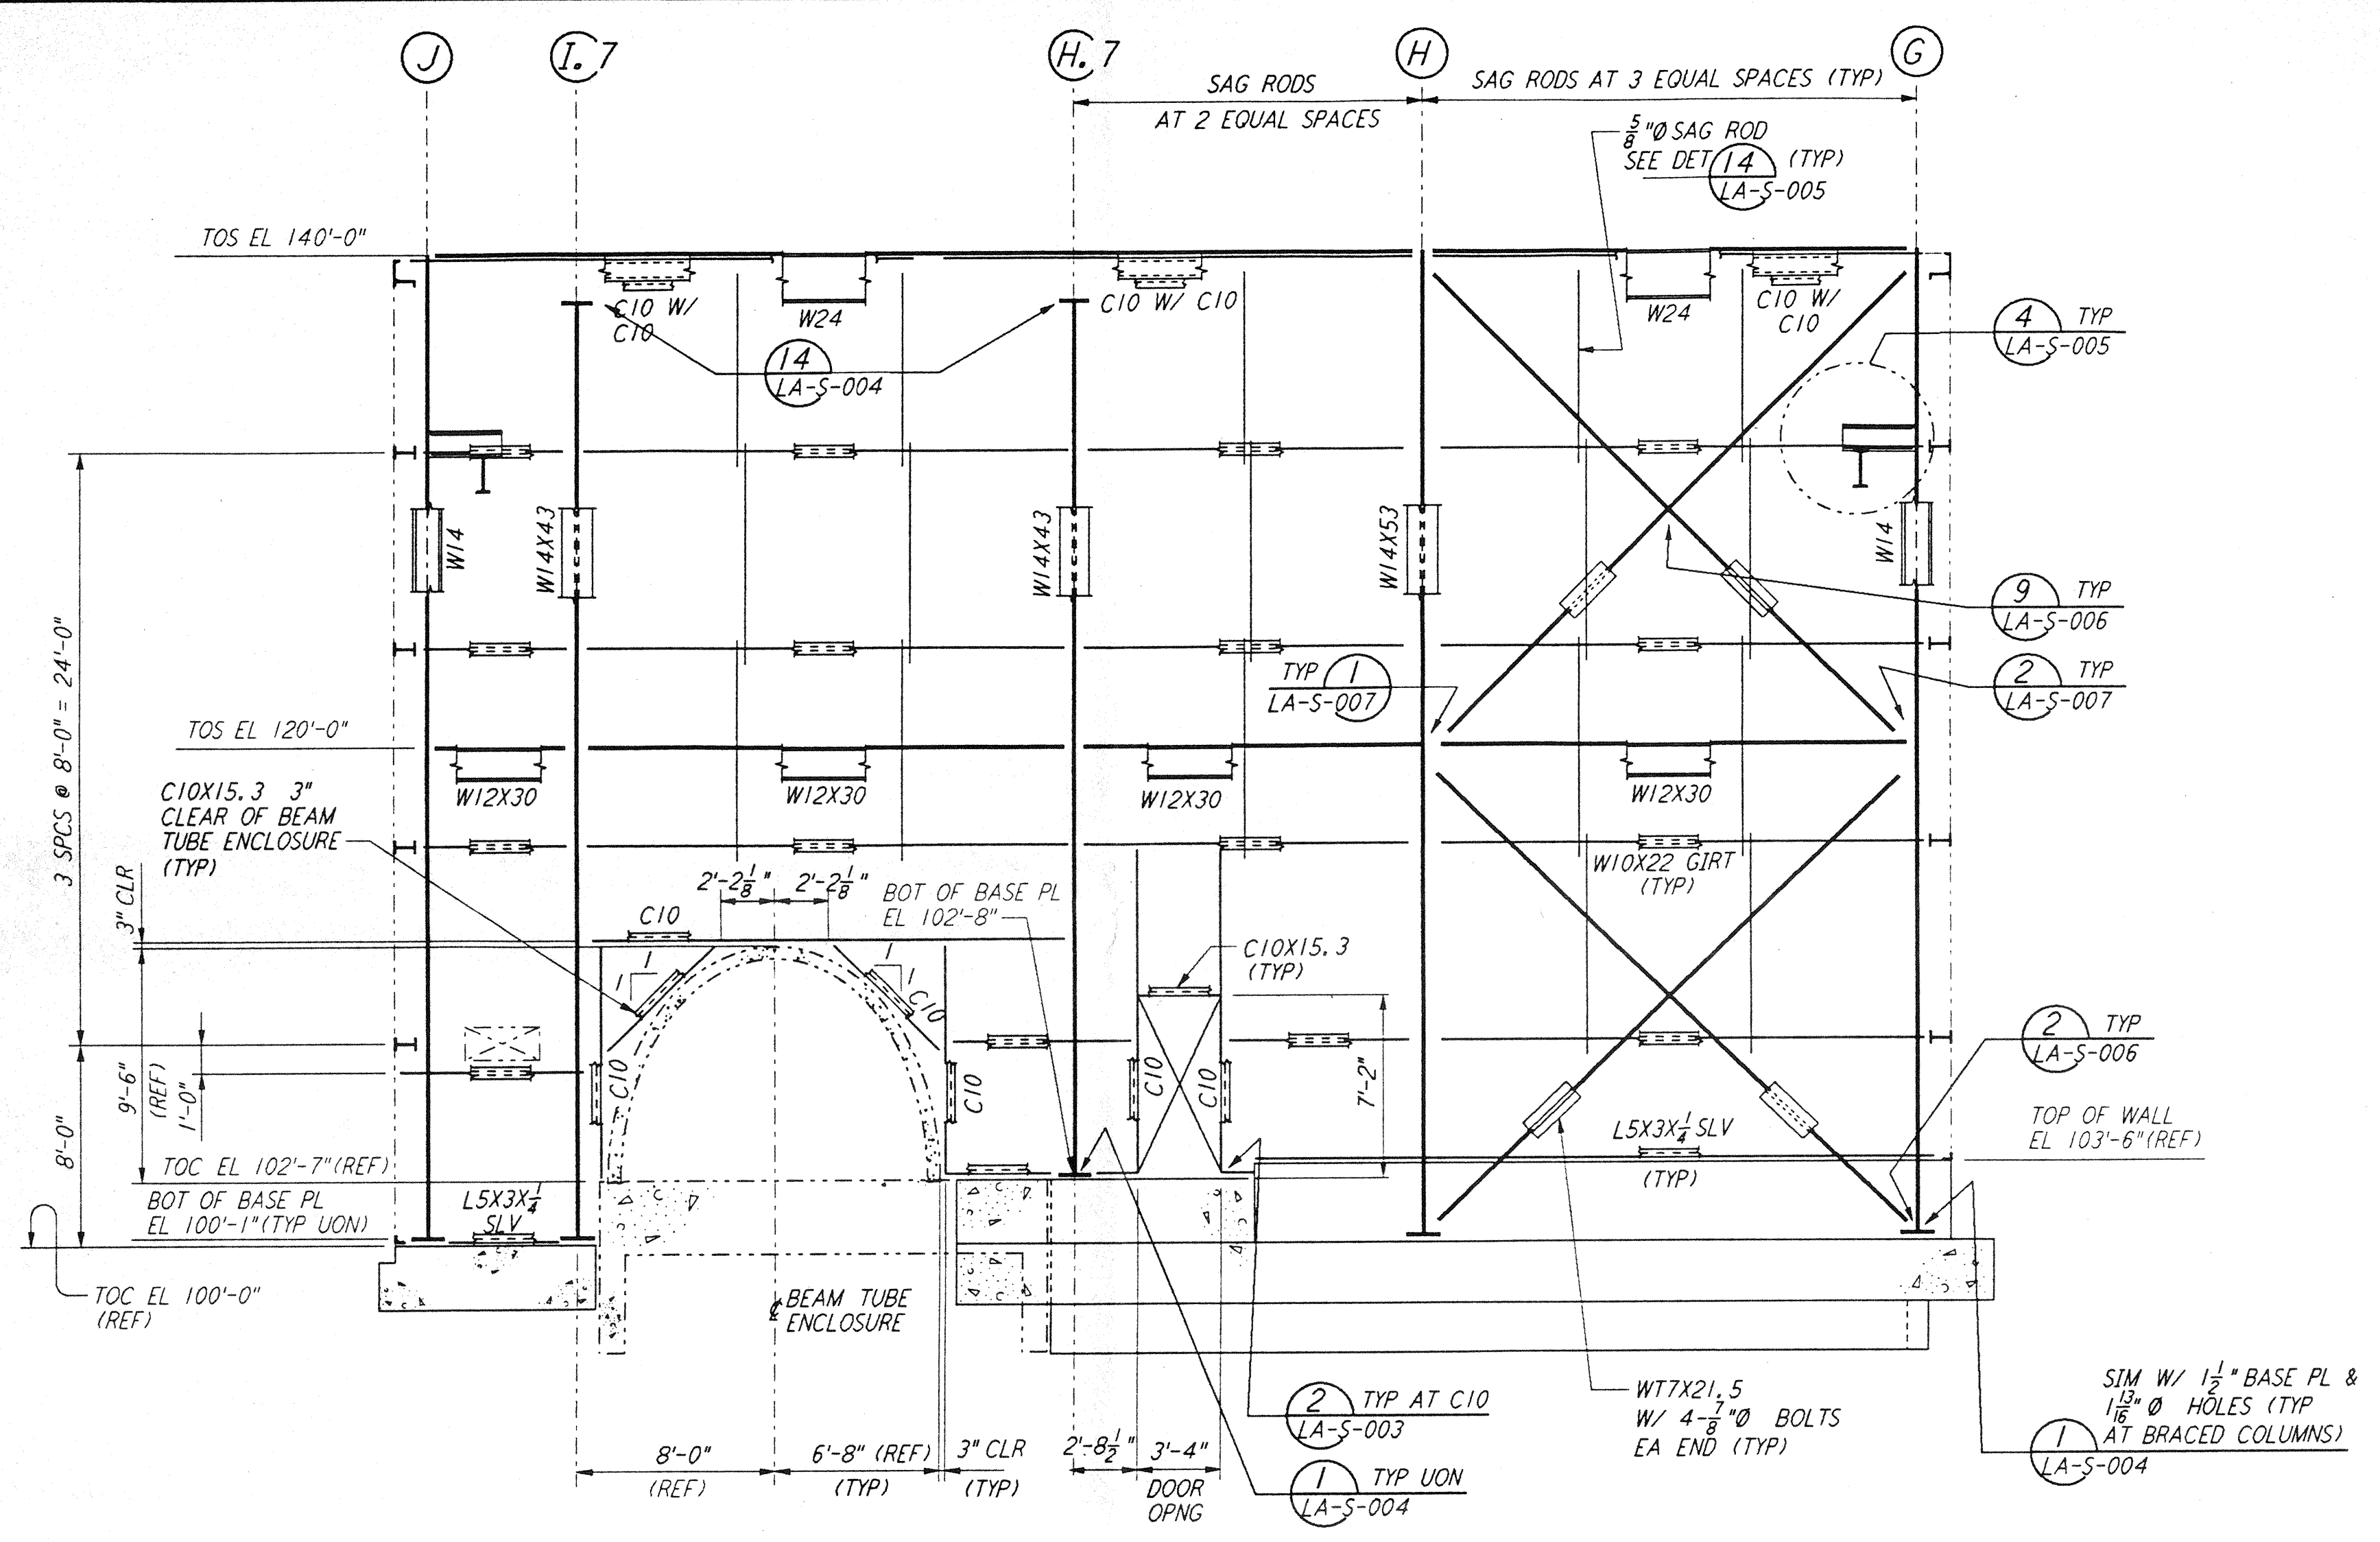 J
I.7
H.7
H
G
SAG RODS
AT 2 EQUAL SPACES
SAG RODS AT 3 EQUAL SPACES (TYP)
5/8"Ø SAG ROD
SEE DET 14 (TYP)
LA-S-005
TOS EL 140'-0"
C10 W/
C10
W24
C10 W/ C10
W24
C10 W/
C10
14
LA-S-004
4 TYP
LA-S-005
W14
W14X43
W14X43
W14X53
W14
9 TYP
LA-S-006
TYP 1
LA-S-007
2 TYP
LA-S-007
3 SPCS @ 8'-0" = 24'-0"
TOS EL 120'-0"
W12X30
W12X30
W12X30
W12X30
C10X15.3 3"
CLEAR OF BEAM
TUBE ENCLOSURE
(TYP)
W10X22 GIRT
(TYP)
3" CLR
2'-2 1/8"
2'-2 1/8"
BOT OF BASE PL
EL 102'-8"
C10
C10X15.3
(TYP)
1
1
1
1
C10
C10
C10
C10
C10
7'-2"
9'-6"
(REF)
1'-0"
8'-0"
2 TYP
LA-S-006
TOP OF WALL
EL 103'-6"(REF)
L5X3X1/4 SLV
(TYP)
TOC EL 102'-7"(REF)
BOT OF BASE PL
EL 100'-1"(TYP UON)
L5X3X1/4
SLV
TOC EL 100'-0"
(REF)
℄ BEAM TUBE
ENCLOSURE
8'-0"
(REF)
6'-8" (REF)
(TYP)
3" CLR
(TYP)
2'-8 1/2"
3'-4"
DOOR
OPNG
2 TYP AT C10
LA-S-003
1 TYP UON
LA-S-004
WT7X21.5
W/ 4-7/8"Ø BOLTS
EA END (TYP)
SIM W/ 1 1/2" BASE PL &
1 13/16" Ø HOLES (TYP
AT BRACED COLUMNS)
1
LA-S-004